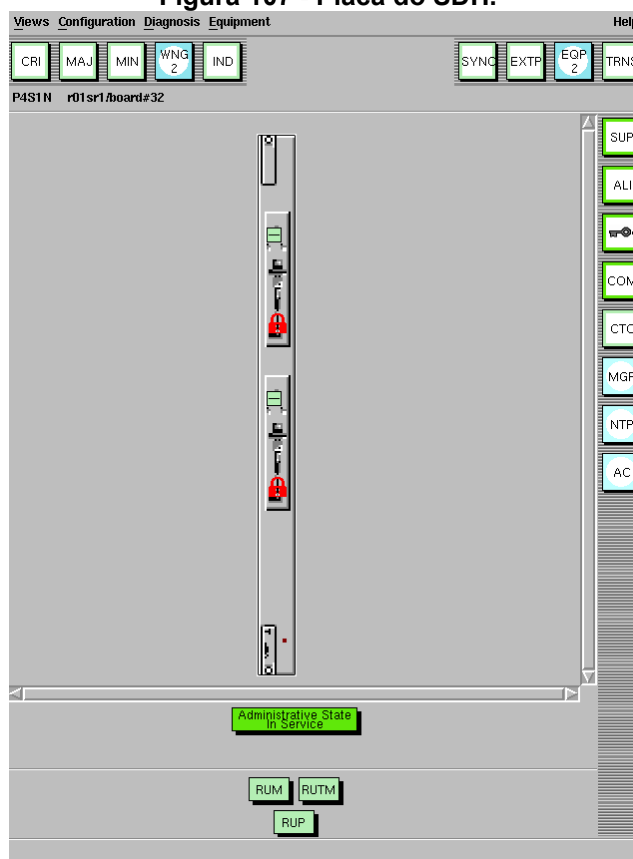 Figura 107 - Placa do SDH.
Views Configuration Diagnosis Equipment Help
CRI MAJ MIN WNG 2 IND SYNC EXTP EQP 2 TRNS
P4S1N r01sr1/board#32
SUP
ALI
COM
CTC
MGR
NTP
AC
Administrative State
In Service
RUM RUTM
RUP